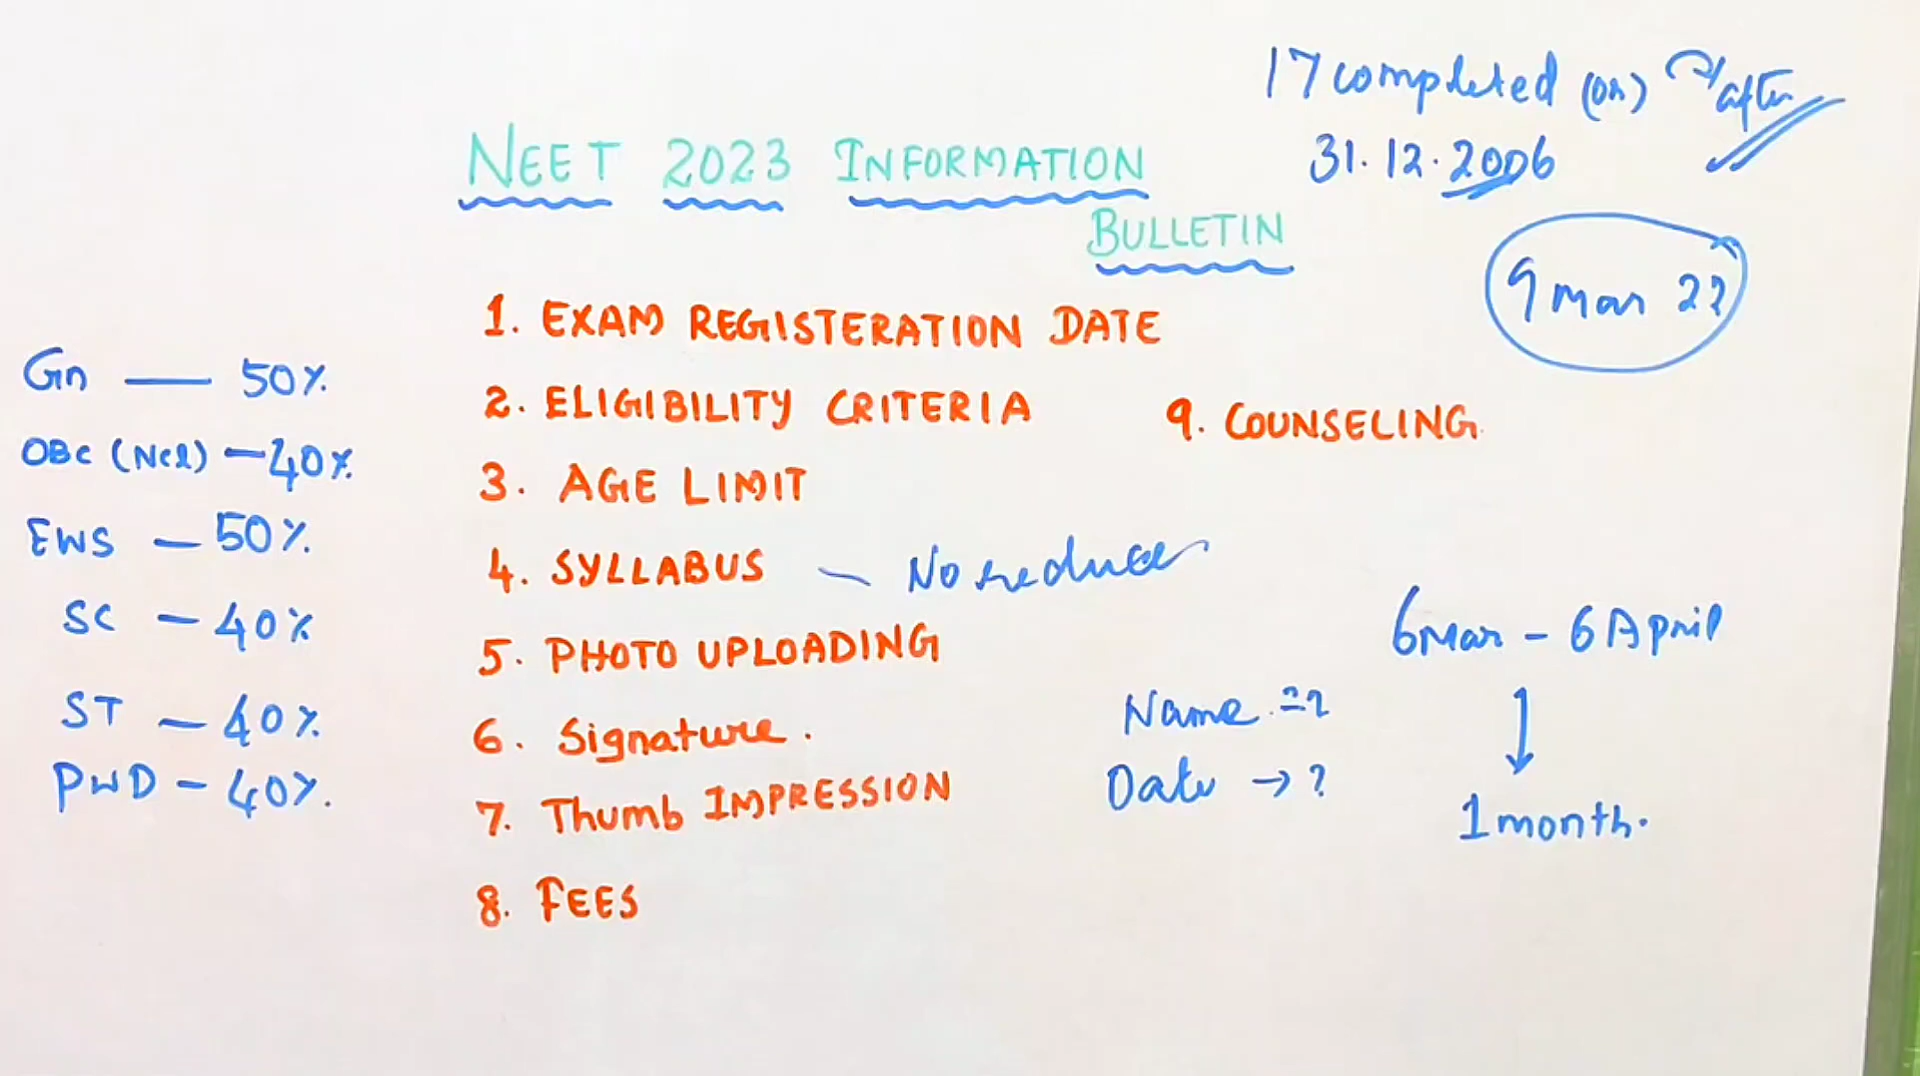 17 completed (or)
after
31.12.2006
NEET 2023 INFORMATION
BULLETIN
9 Mar 22
1. EXAM REGISTERATION DATE
2. ELIGIBILITY CRITERIA
3. AGE LIMIT
4. SYLLABUS — No reduce
5. PHOTO UPLOADING
6. Signature.
7. Thumb IMPRESSION
8. FEES
9. COUNSELING
Gn — 50%
OBC (NCl) — 40%
EWS — 50%
SC — 40%
ST — 40%
PWD — 40%.
Name
Date → ?
6 Mar - 6 April
↓
1 month.